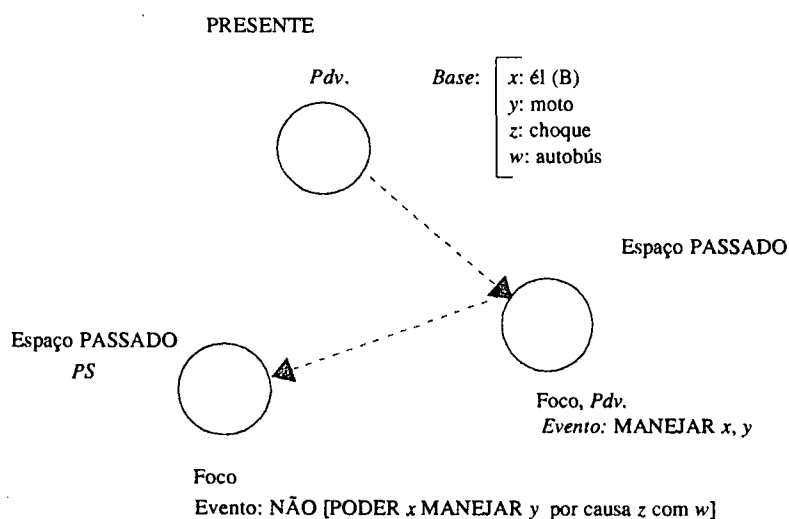 PRESENTE
Pdv.
Base:
x: él (B)
y: moto
z: choque
w: autobús
Espaço PASSADO
Espaço PASSADO
PS
Foco, Pdv.
Evento: MANEJAR x, y
Foco
Evento: NÃO [PODER x MANEJAR y por causa z com w]